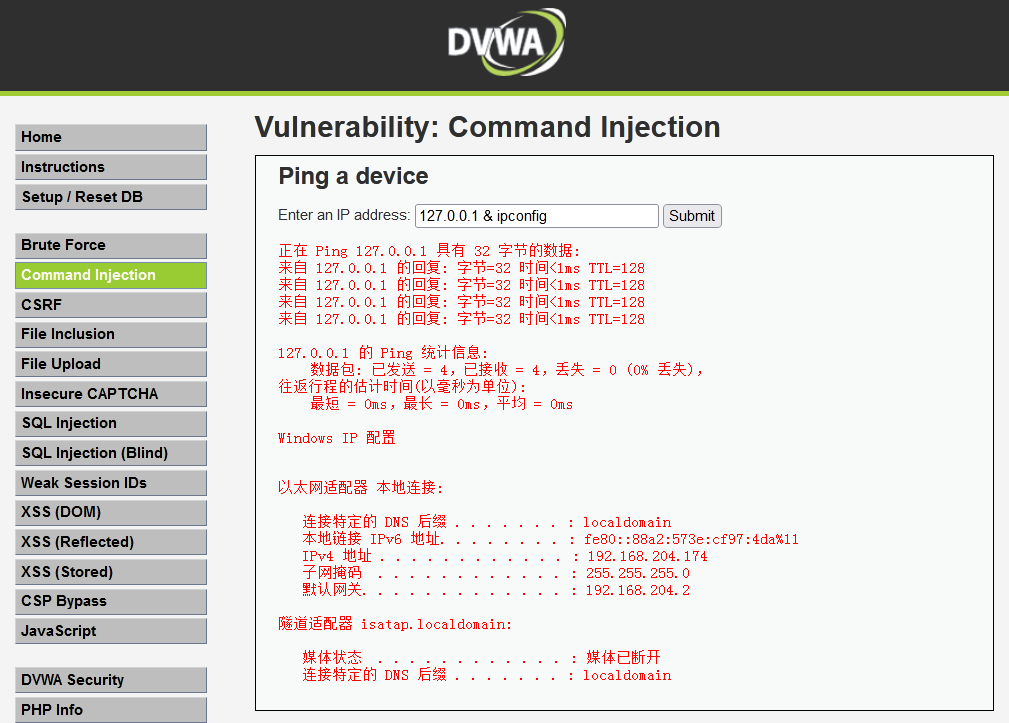 DVWA
Home
Instructions
Setup / Reset DB
Brute Force
Command Injection
CSRF
File Inclusion
File Upload
Insecure CAPTCHA
SQL Injection
SQL Injection (Blind)
Weak Session IDs
XSS (DOM)
XSS (Reflected)
XSS (Stored)
CSP Bypass
JavaScript
DVWA Security
PHP Info
Vulnerability: Command Injection
Ping a device
Enter an IP address: 127.0.0.1 & ipconfig Submit
正在 Ping 127.0.0.1 具有 32 字节的数据:
来自 127.0.0.1 的回复: 字节=32 时间<1ms TTL=128
来自 127.0.0.1 的回复: 字节=32 时间<1ms TTL=128
来自 127.0.0.1 的回复: 字节=32 时间<1ms TTL=128
来自 127.0.0.1 的回复: 字节=32 时间<1ms TTL=128
127.0.0.1 的 Ping 统计信息:
数据包: 已发送 = 4，已接收 = 4，丢失 = 0 (0% 丢失)，
往返行程的估计时间(以毫秒为单位):
最短 = 0ms，最长 = 0ms，平均 = 0ms
Windows IP 配置
以太网适配器 本地连接:
连接特定的 DNS 后缀 . . . . . . . : localdomain
本地链接 IPv6 地址. . . . . . . . : fe80::88a2:573e:cf97:4da%11
IPv4 地址 . . . . . . . . . . . . : 192.168.204.174
子网掩码 . . . . . . . . . . . . : 255.255.255.0
默认网关. . . . . . . . . . . . . : 192.168.204.2
隧道适配器 isatap.localdomain:
媒体状态 . . . . . . . . . . . . : 媒体已断开
连接特定的 DNS 后缀 . . . . . . . : localdomain